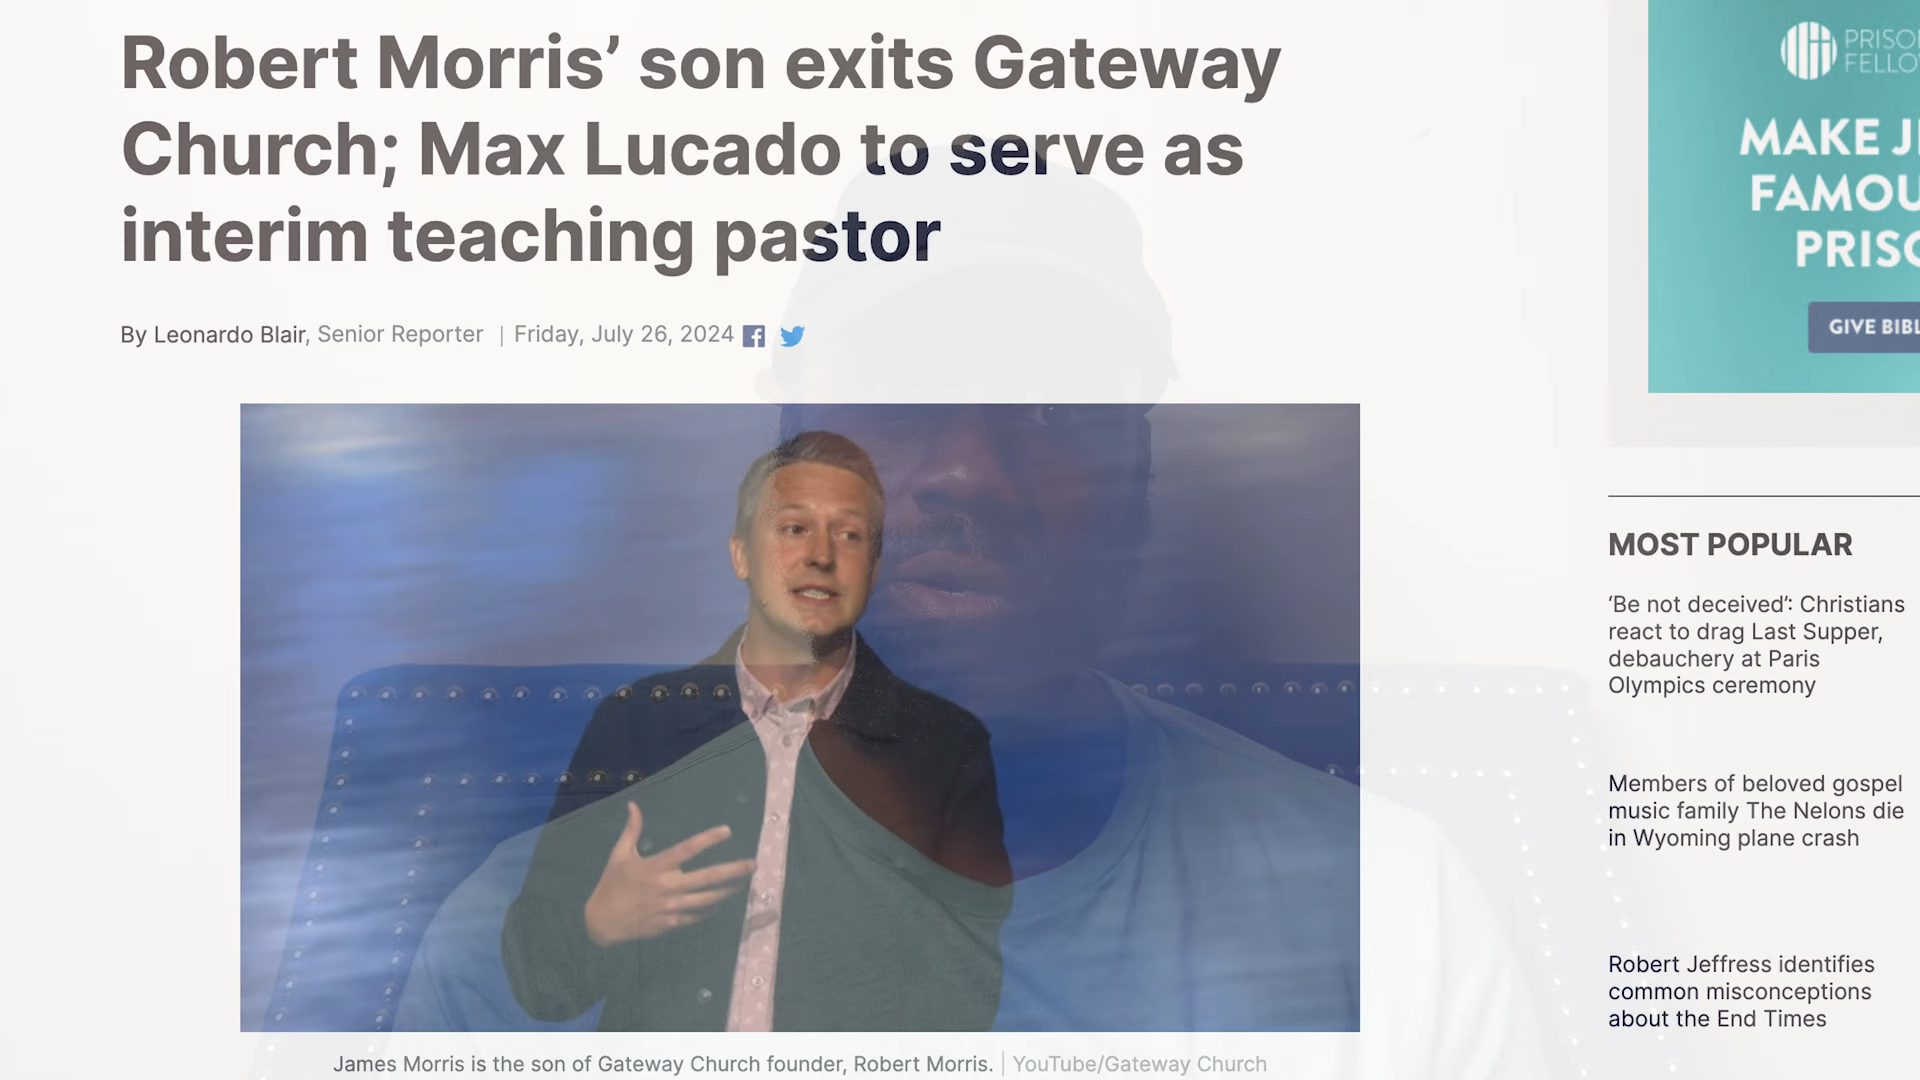 Robert Morris’ son exits Gateway
Church; Max Lucado to serve as
interim teaching pastor
By Leonardo Blair, Senior Reporter | Friday, July 26, 2024
James Morris is the son of Gateway Church founder, Robert Morris. | YouTube/Gateway Church
MAKE
GIVE
MOST POPULAR
‘Be not deceived’: Christians
react to drag Last Supper,
debauchery at Paris
Olympics ceremony
Members of beloved gospel
music family The Nelons die
in Wyoming plane crash
Robert Jeffress identifies
common misconceptions
about the End Times